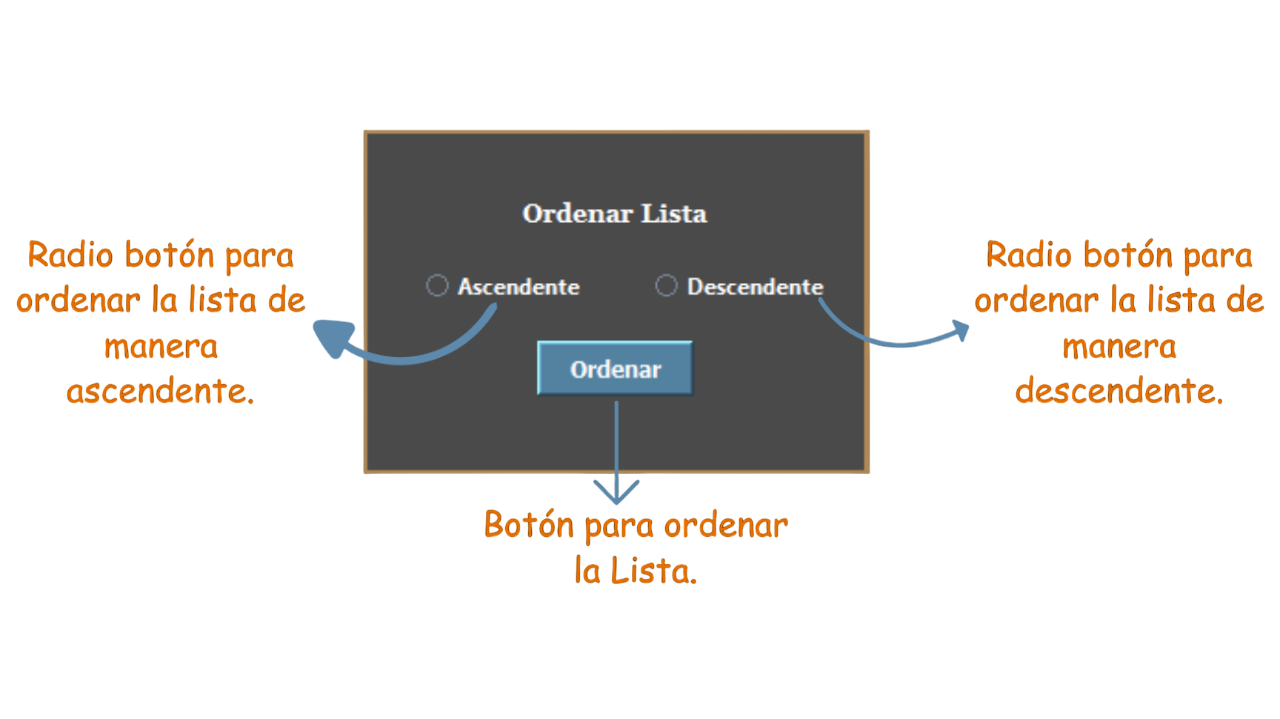 Ordenar Lista
Ascendente
Descendente
Ordenar
Radio botón para
ordenar la lista de
manera
ascendente.
Radio botón para
ordenar la lista de
manera
descendente.
Botón para ordenar
la Lista.